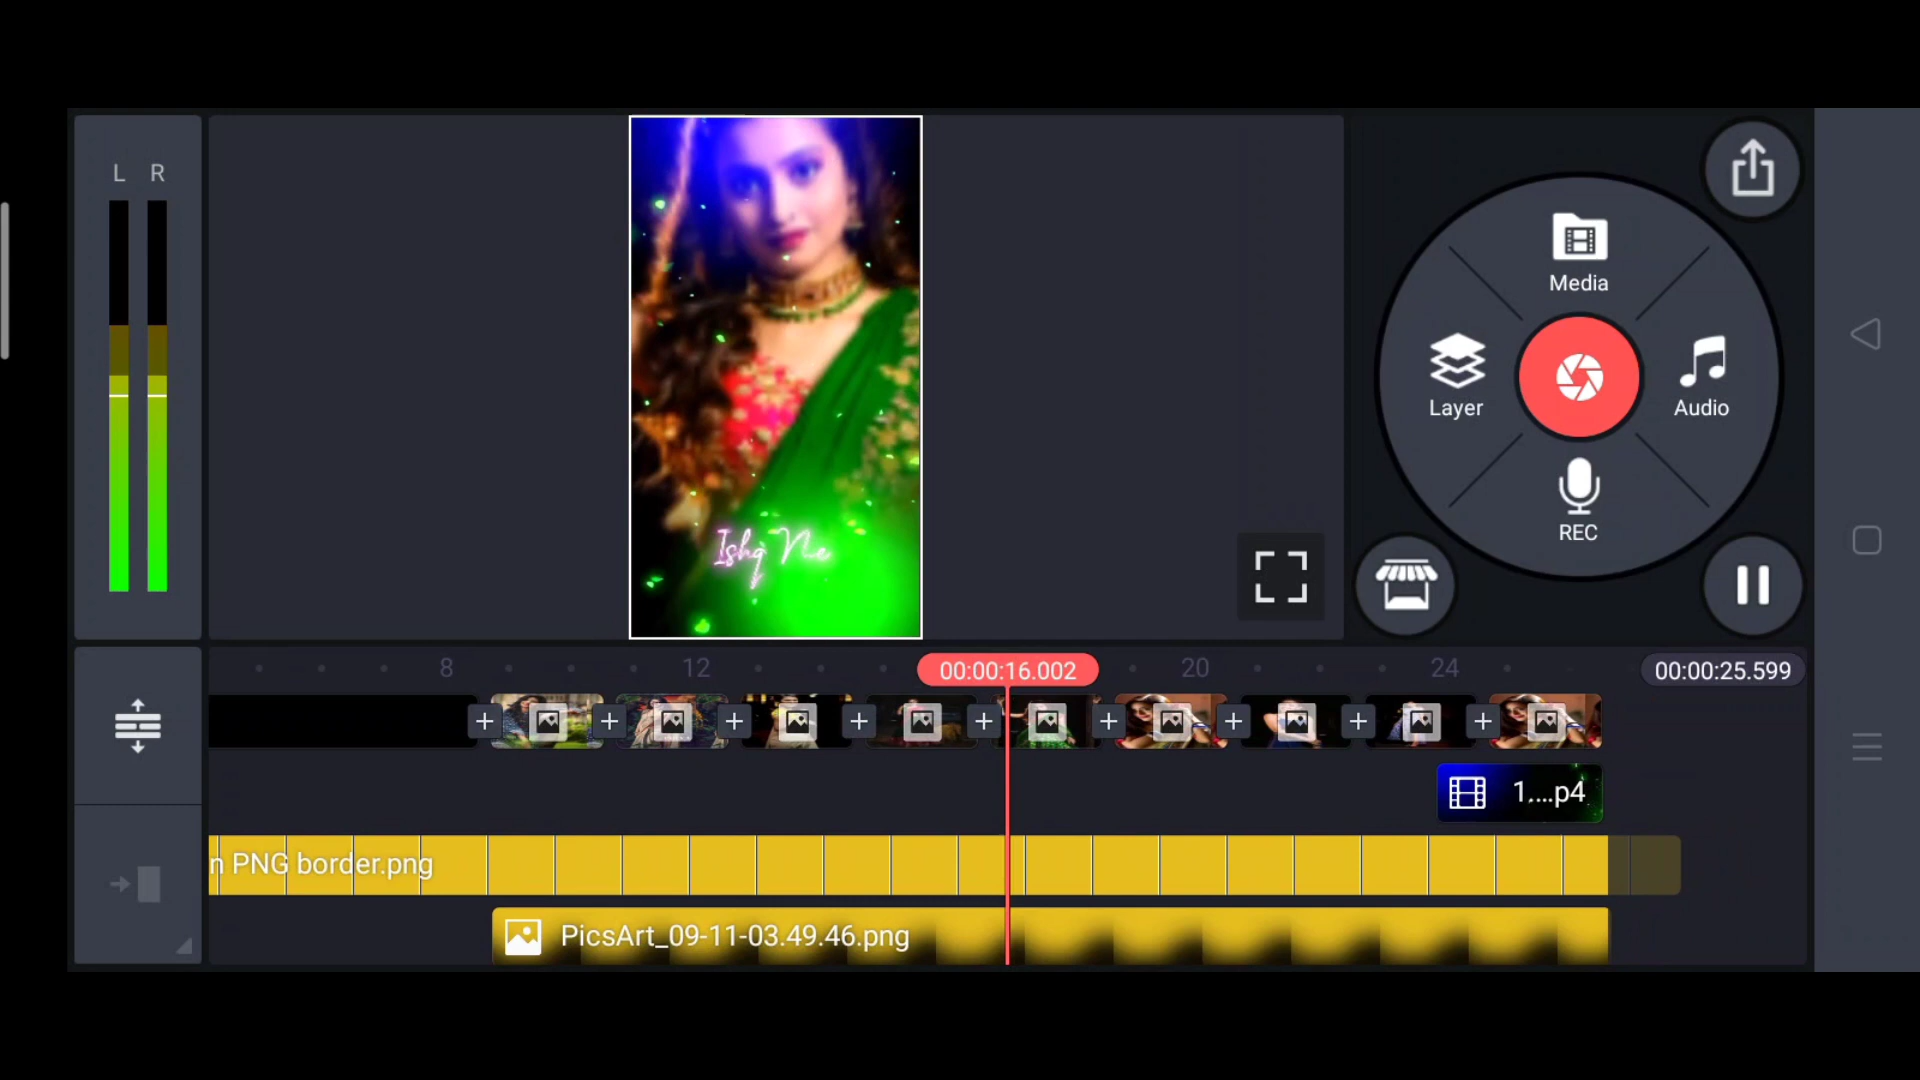 L R
Media
Layer
Audio
REC
Ishq Ne
8
12
00:00:16.002
20
24
00:00:25.599
1,...p4
n PNG border.png
PicsArt_09-11-03.49.46.png